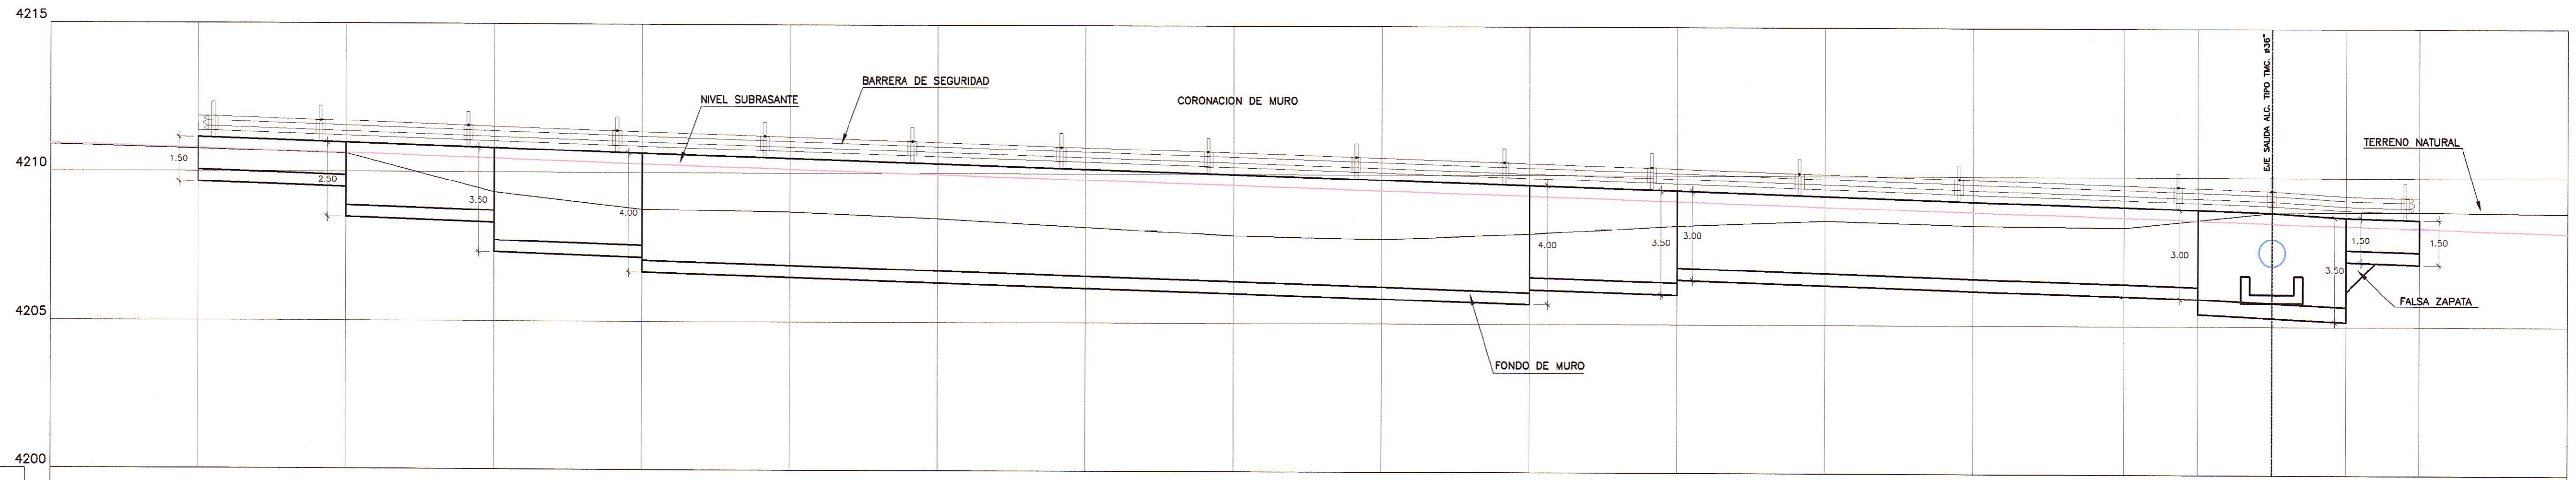 4215
EJE SALIDA ALC. TIPO TMC. ø36"
BARRERA DE SEGURIDAD
NIVEL SUBRASANTE
CORONACION DE MURO
TERRENO NATURAL
4210
1.50
2.50
3.50
4.00
4.00
3.50
3.00
3.00
3.50
1.50
1.50
FALSA ZAPATA
4205
FONDO DE MURO
4200